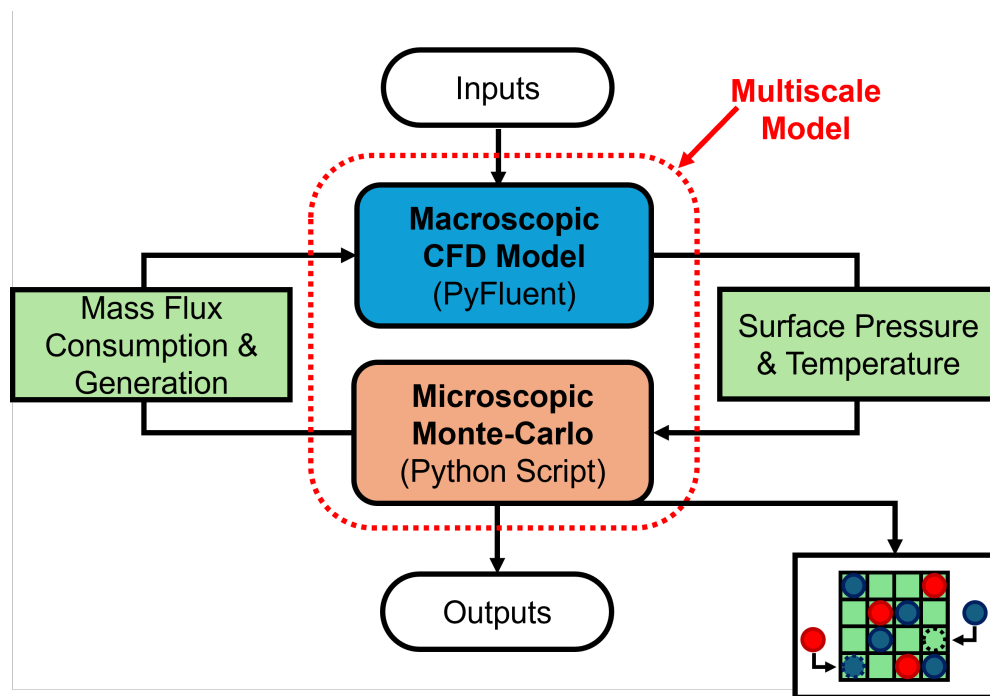 Inputs
Multiscale
Model
Macroscopic
CFD Model
(PyFluent)
Mass Flux
Consumption &
Generation
Surface Pressure
& Temperature
Microscopic
Monte-Carlo
(Python Script)
Outputs